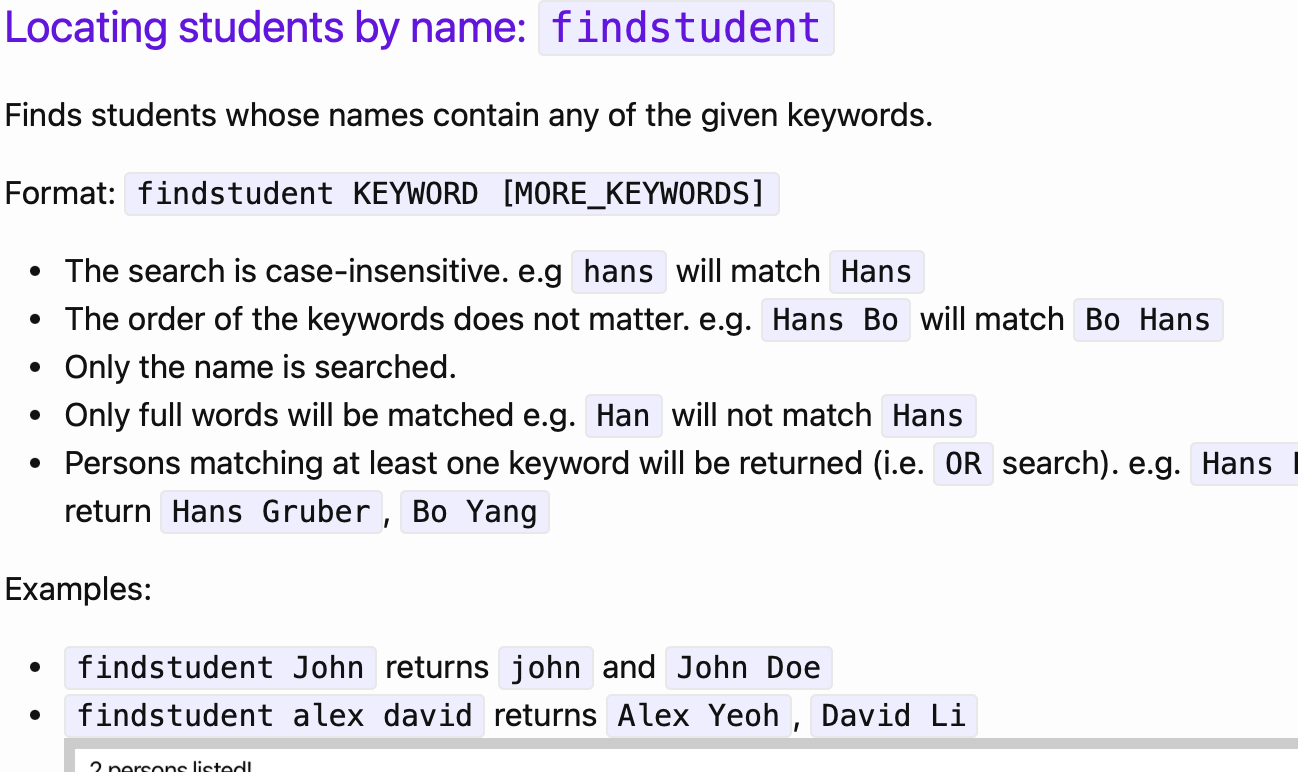 Locating students by name: findstudent
Finds students whose names contain any of the given keywords.
Format: findstudent KEYWORD [MORE_KEYWORDS]
• The search is case-insensitive. e.g hans will match Hans
• The order of the keywords does not matter. e.g. Hans Bo will match Bo Hans
• Only the name is searched.
• Only full words will be matched e.g. Han will not match Hans
• Persons matching at least one keyword will be returned (i.e. OR search). e.g. Hans
return Hans Gruber, Bo Yang
Examples:
• findstudent John returns john and John Doe
• findstudent alex david returns Alex Yeoh, David Li
2 persons listed!